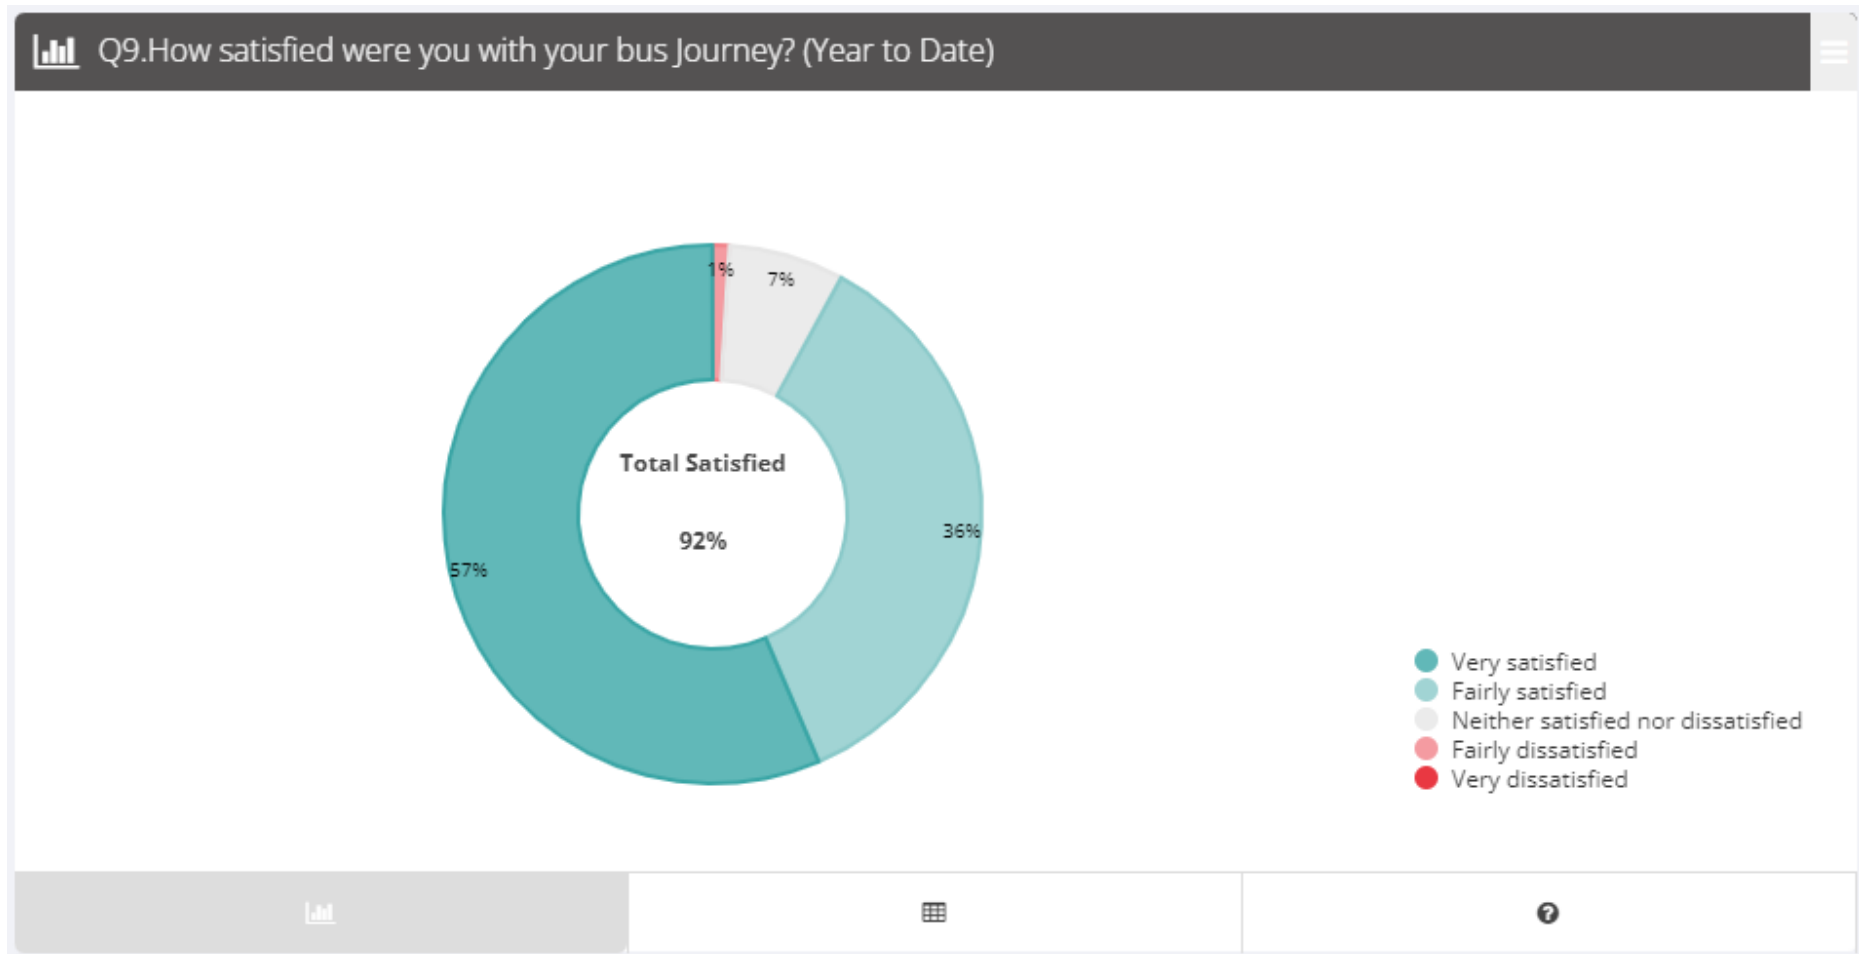 Q9.How satisfied were you with your bus Journey? (Year to Date)
1%
7%
Total Satisfied
92%
36%
57%
Very satisfied
Fairly satisfied
Neither satisfied nor dissatisfied
Fairly dissatisfied
Very dissatisfied